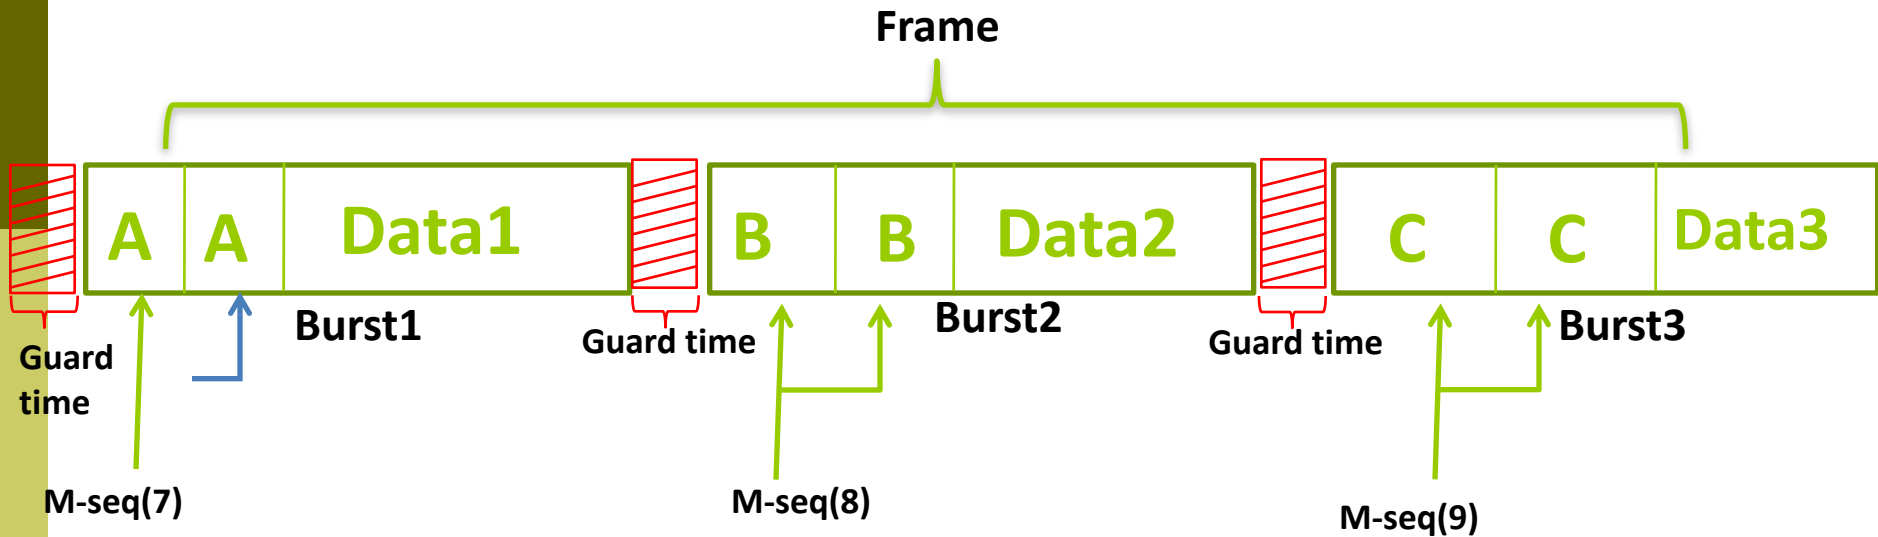 Frame
A A Data1 B B Data2 C C Data3
Burst1 Burst2 Burst3
Guard
time
Guard time
Guard time
M-seq(7) M-seq(8) M-seq(9)